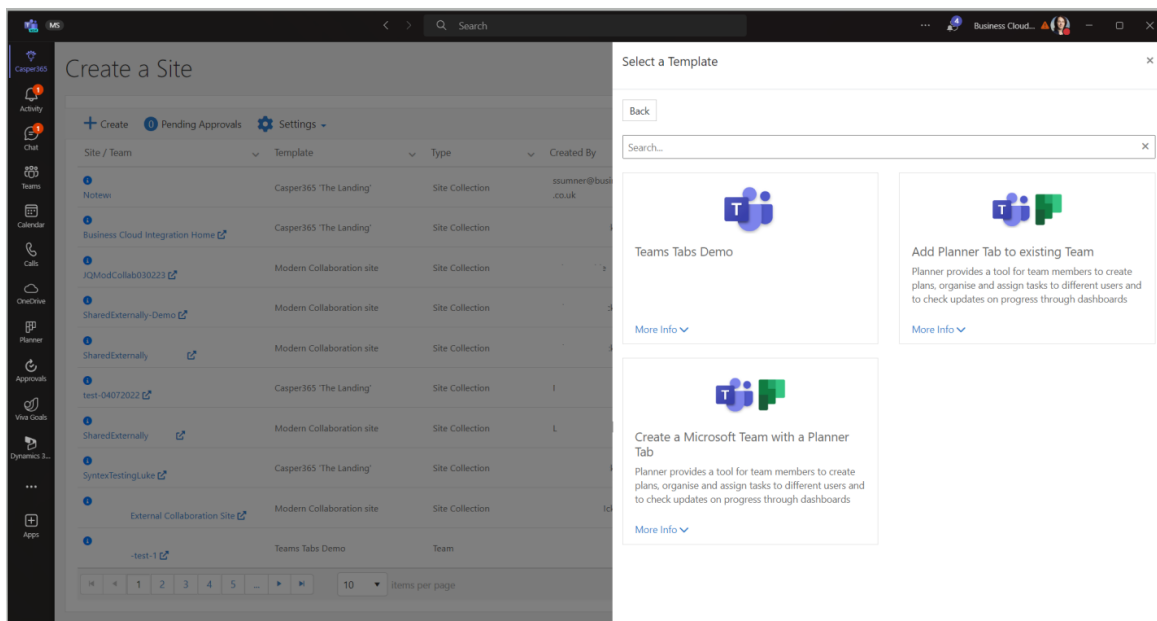 MS
Search
4
Business Cloud...
Casper365
1
Activity
1
Chat
Teams
Calendar
Calls
OneDrive
Planner
Approvals
Viva Goals
Dynamics 3...
Apps
Create a Site
Create
0 Pending Approvals
Settings
Site / Team Template Type Created By
Casper365 'The Landing' Site Collection
.co.uk
Business Cloud Integration Home Casper365 'The Landing' Site Collection
JQModCollab030223 Modern Collaboration site Site Collection
SharedExternally-Demo Modern Collaboration site Site Collection
SharedExternally Modern Collaboration site Site Collection
test-04072022 Casper365 'The Landing' Site Collection
SharedExternally Modern Collaboration site Site Collection
SyntexTestingLuke Casper365 'The Landing' Site Collection
External Collaboration Site Modern Collaboration site Site Collection
-test-1 Teams Tabs Demo Team
1 2 3 4 5 ... 10 items per page
Select a Template
Back
Search...
T
Teams Tabs Demo
More Info
T
Add Planner Tab to existing Team
Planner provides a tool for team members to create
plans, organise and assign tasks to different users and
to check updates on progress through dashboards
More Info
T
Create a Microsoft Team with a Planner
Tab
Planner provides a tool for team members to create
plans, organise and assign tasks to different users and
to check updates on progress through dashboards
More Info